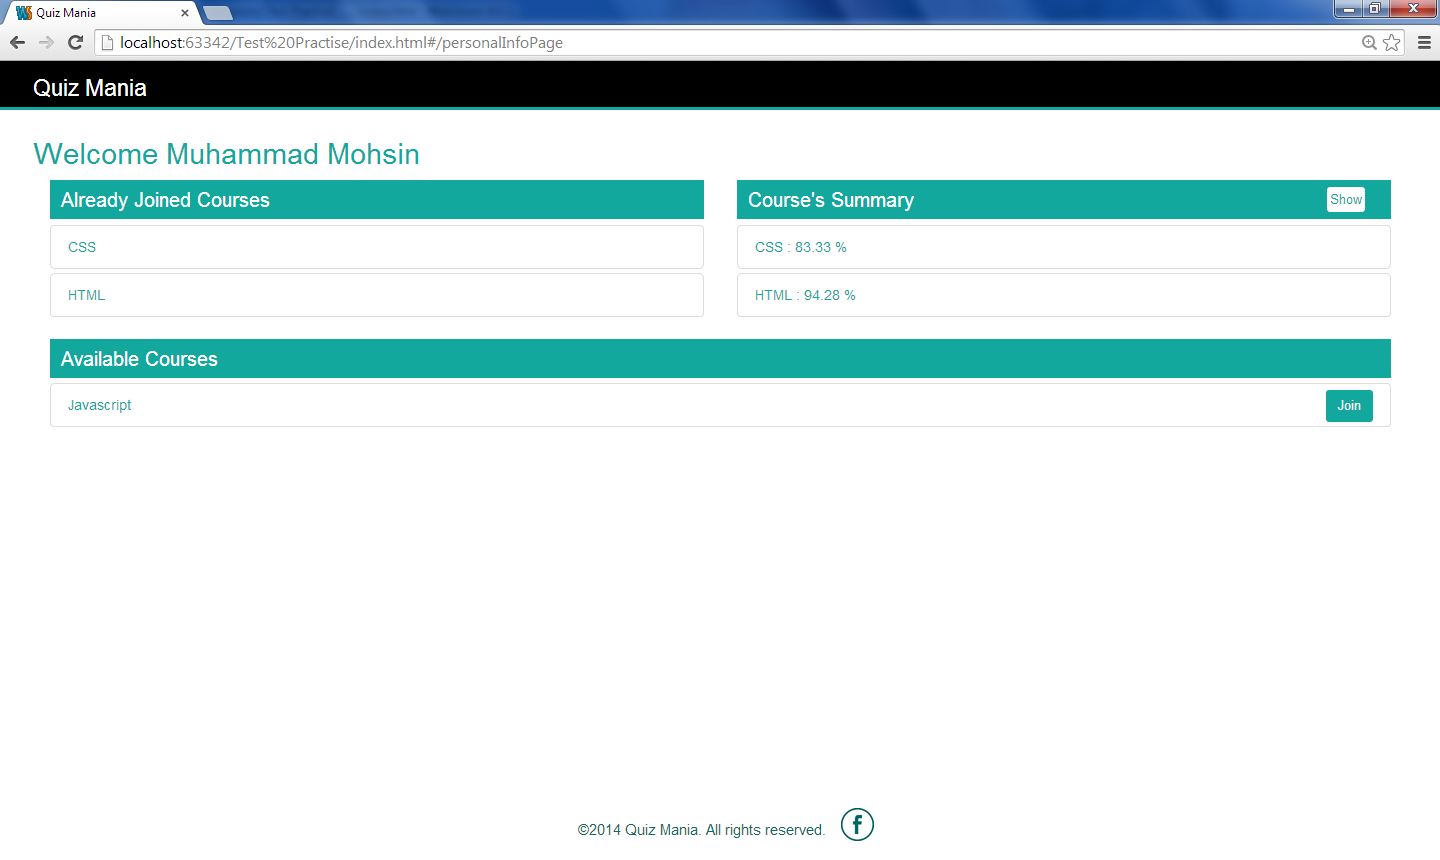 Quiz Mania
localhost:63342/Test%20Practise/index.html#/personalInfoPage
Quiz Mania
Welcome Muhammad Mohsin
Already Joined Courses
CSS
HTML
Course's Summary
Show
CSS : 83.33 %
HTML : 94.28 %
Available Courses
Javascript
Join
©2014 Quiz Mania. All rights reserved.